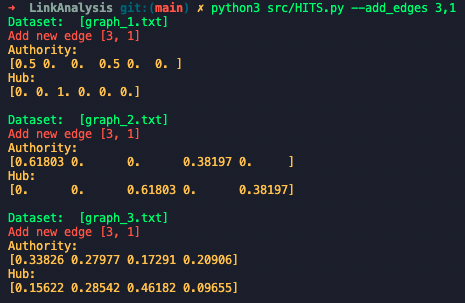 ➜ LinkAnalysis git:(main) ✗ python3 src/HITS.py --add_edges 3,1
Dataset: [graph_1.txt]
Add new edge [3, 1]
Authority:
[0.5 0. 0. 0.5 0. 0. ]
Hub:
[0. 0. 1. 0. 0. 0.]
Dataset: [graph_2.txt]
Add new edge [3, 1]
Authority:
[0.61803 0. 0. 0.38197 0. ]
Hub:
[0. 0. 0.61803 0. 0.38197]
Dataset: [graph_3.txt]
Add new edge [3, 1]
Authority:
[0.33826 0.27977 0.17291 0.20906]
Hub:
[0.15622 0.28542 0.46182 0.09655]